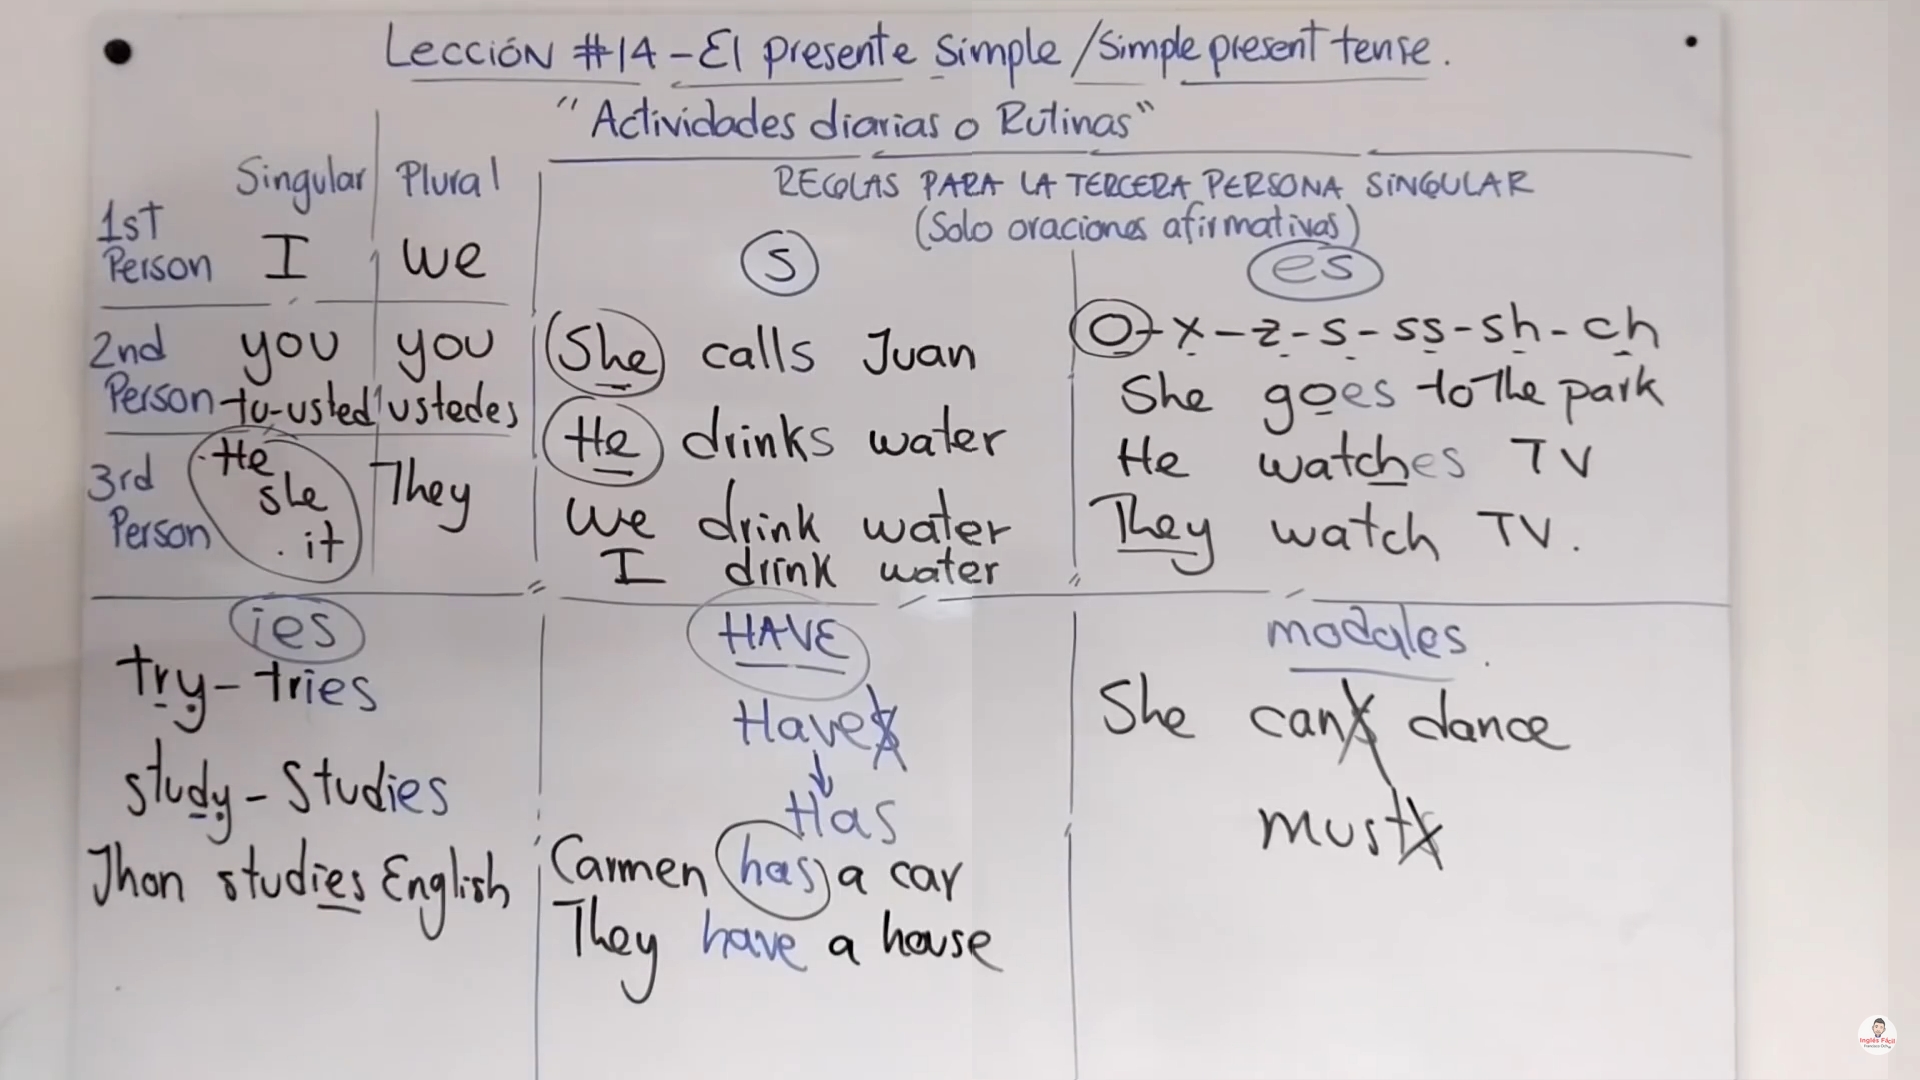 Lección #14 - El presente simple / Simple present tense.
"Actividades diarias o Rutinas"
Singular Plural
1st Person I we
2nd Person you you
tu-usted ustedes
3rd Person He she it They
REGLAS PARA LA TERCERA PERSONA SINGULAR
(Solo oraciones afirmativas)
s
She calls Juan
He drinks water
We drink water
I drink water
es
O - x - z - s - ss - sh - ch
She goes to The park
He watches TV
They watch TV.
ies
try - tries
study - Studies
Jhon studies English
HAVE
Haves
Has
Carmen has a car
They have a house
modales.
She cans dance
musts
Inglés Fácil